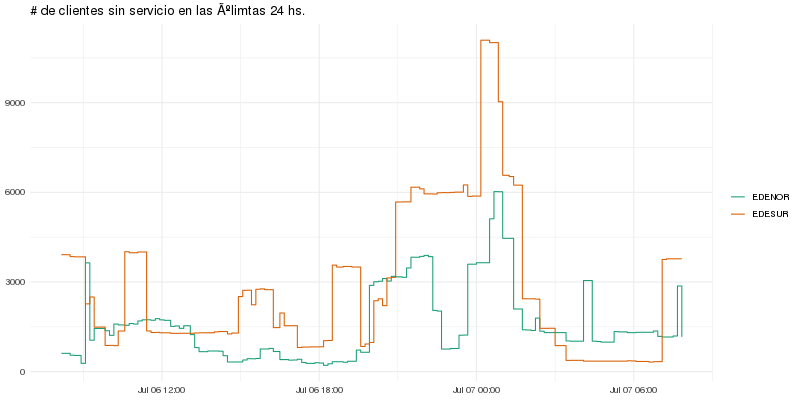 # de clientes sin servicio en las Ãºlimtas 24 hs.
9000
6000
3000
0
Jul 06 12:00
Jul 06 18:00
Jul 07 00:00
Jul 07 06:00
EDENOR
EDESUR